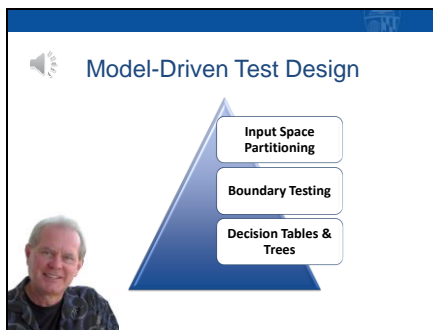 Model-Driven Test Design
Input Space
Partitioning
Boundary Testing
Decision Tables &
Trees